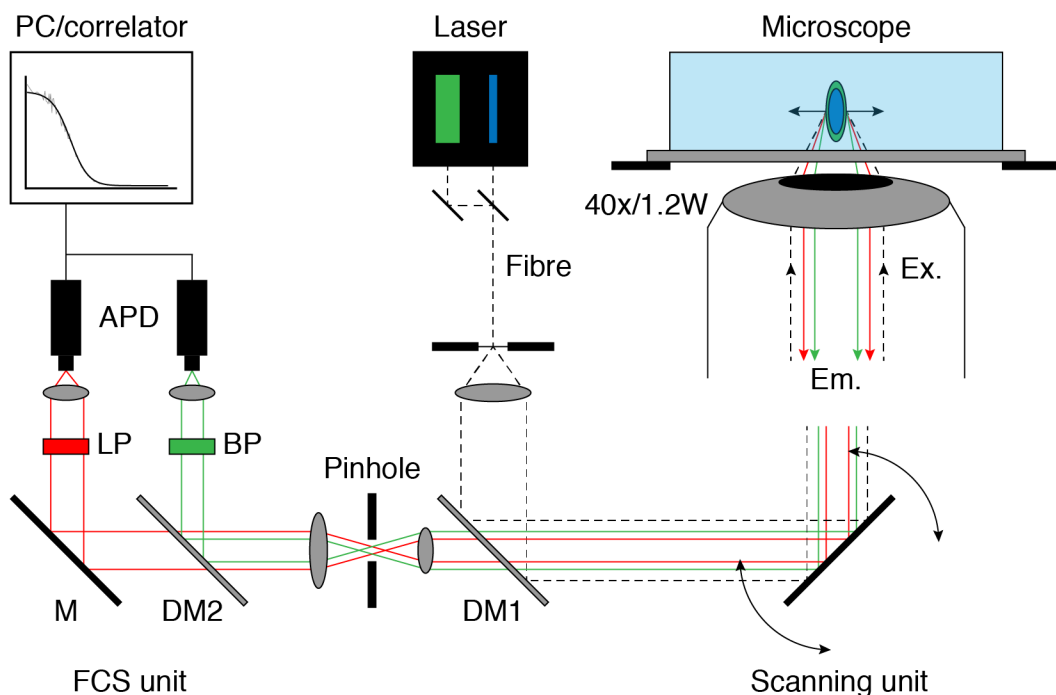 PC/correlator
Laser
Microscope
40x/1.2W
Fibre
Ex.
APD
Em.
LP
BP
Pinhole
M
DM2
DM1
FCS unit
Scanning unit